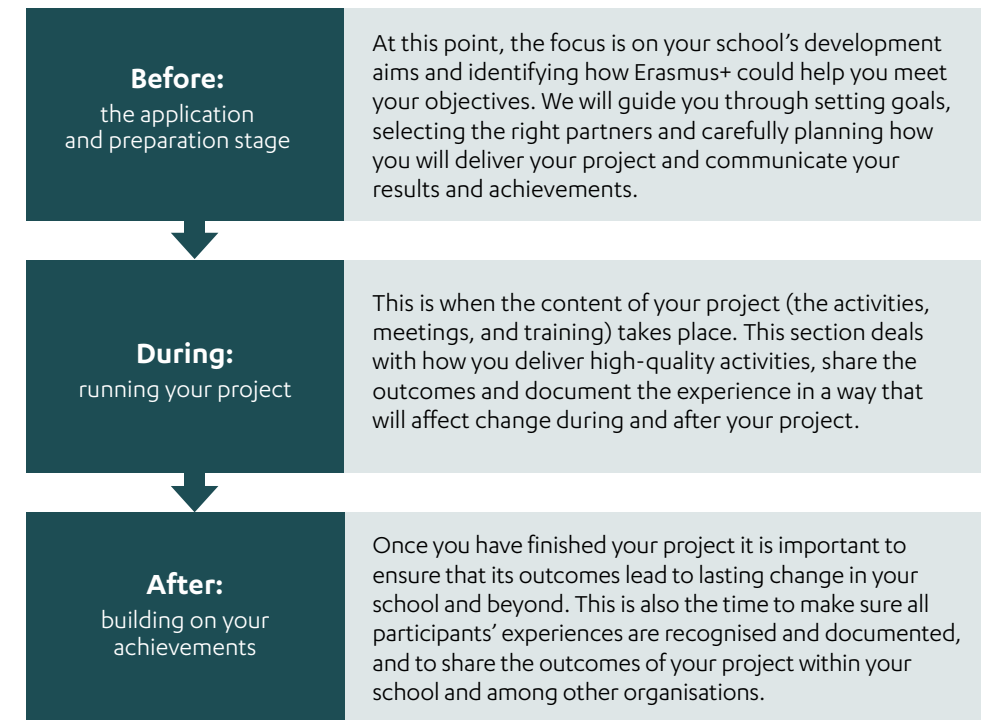 Before:
the application
and preparation stage
At this point, the focus is on your school’s development
aims and identifying how Erasmus+ could help you meet
your objectives. We will guide you through setting goals,
selecting the right partners and carefully planning how
you will deliver your project and communicate your
results and achievements.
During:
running your project
This is when the content of your project (the activities,
meetings, and training) takes place. This section deals
with how you deliver high-quality activities, share the
outcomes and document the experience in a way that
will affect change during and after your project.
After:
building on your
achievements
Once you have finished your project it is important to
ensure that its outcomes lead to lasting change in your
school and beyond. This is also the time to make sure all
participants’ experiences are recognised and documented,
and to share the outcomes of your project within your
school and among other organisations.